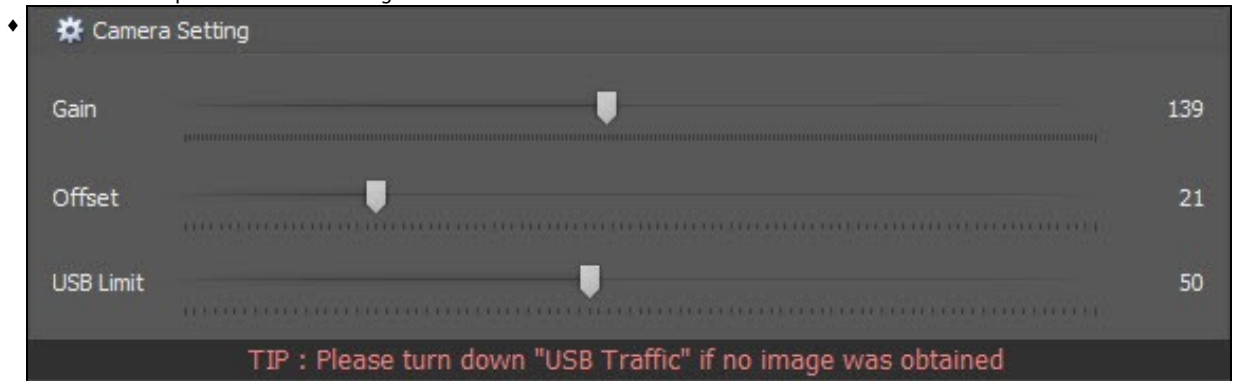 Camera Setting
Gain 139
Offset 21
USB Limit 50
TIP : Please turn down "USB Traffic" if no image was obtained